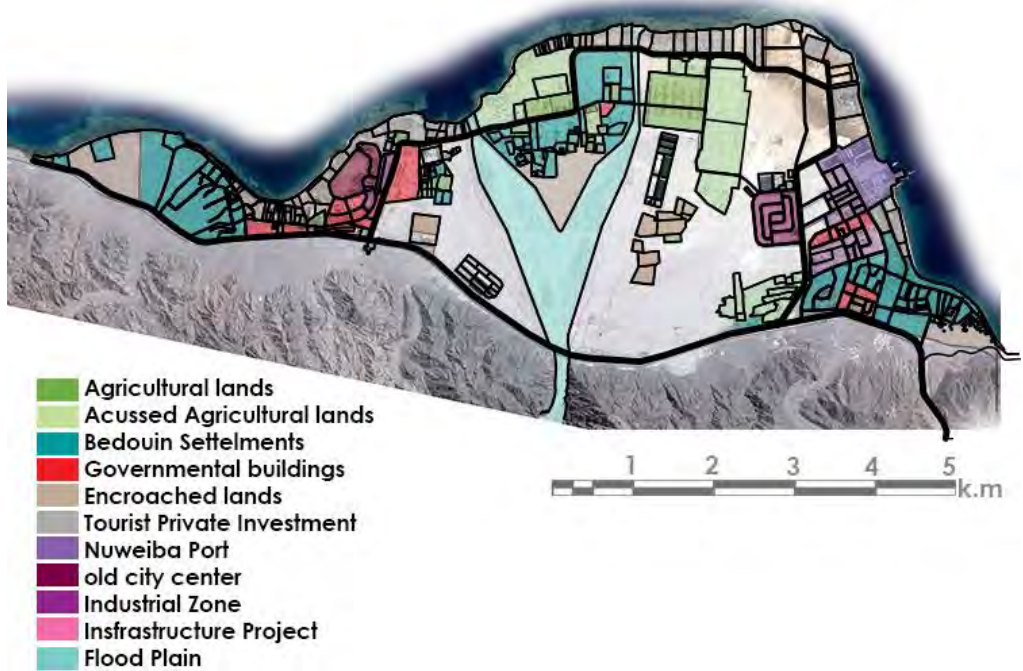 Agricultural lands
Acussed Agricultural lands
Bedouin Settelments
Governmental buildings
Encroached lands
Tourist Private Investment
Nuweiba Port
old city center
Industrial Zone
Insfrastructure Project
Flood Plain
1 2 3 4 5
k.m